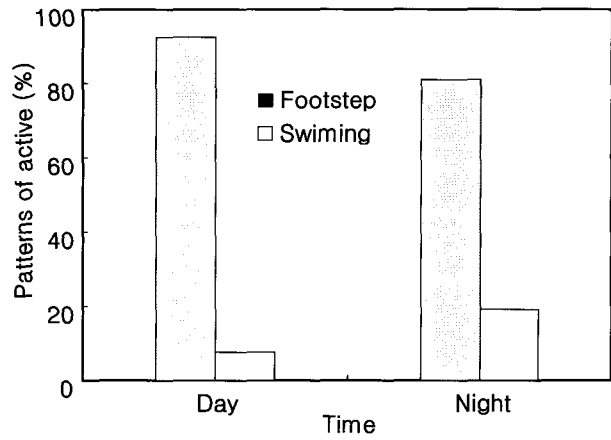 Patterns of active (%)
100
80
60
40
20
0
■ Footstep
□ Swiming
Day
Night
Time